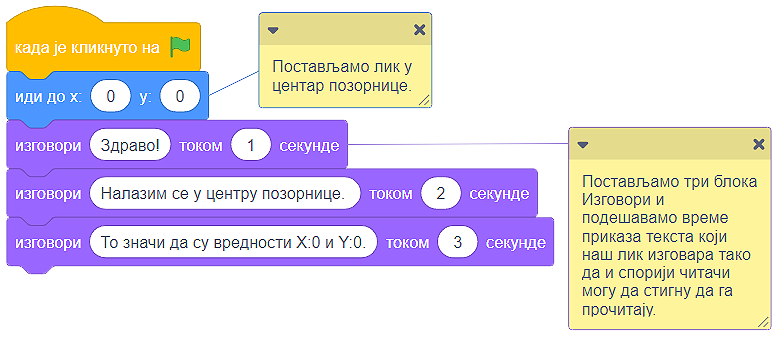 када је кликнуто на
иди до x: 0 y: 0
изговори Здраво! током 1 секунде
изговори Налазим се у центру позорнице. током 2 секунде
изговори То значи да су вредности X:0 и Y:0. током 3 секунде
Постављамо лик у
центар позорнице.
Постављамо три блока
Изговори и
подешавамо време
приказа текста који
наш лик изговара тако
да и спорији читачи
могу да стигну да га
прочитају.